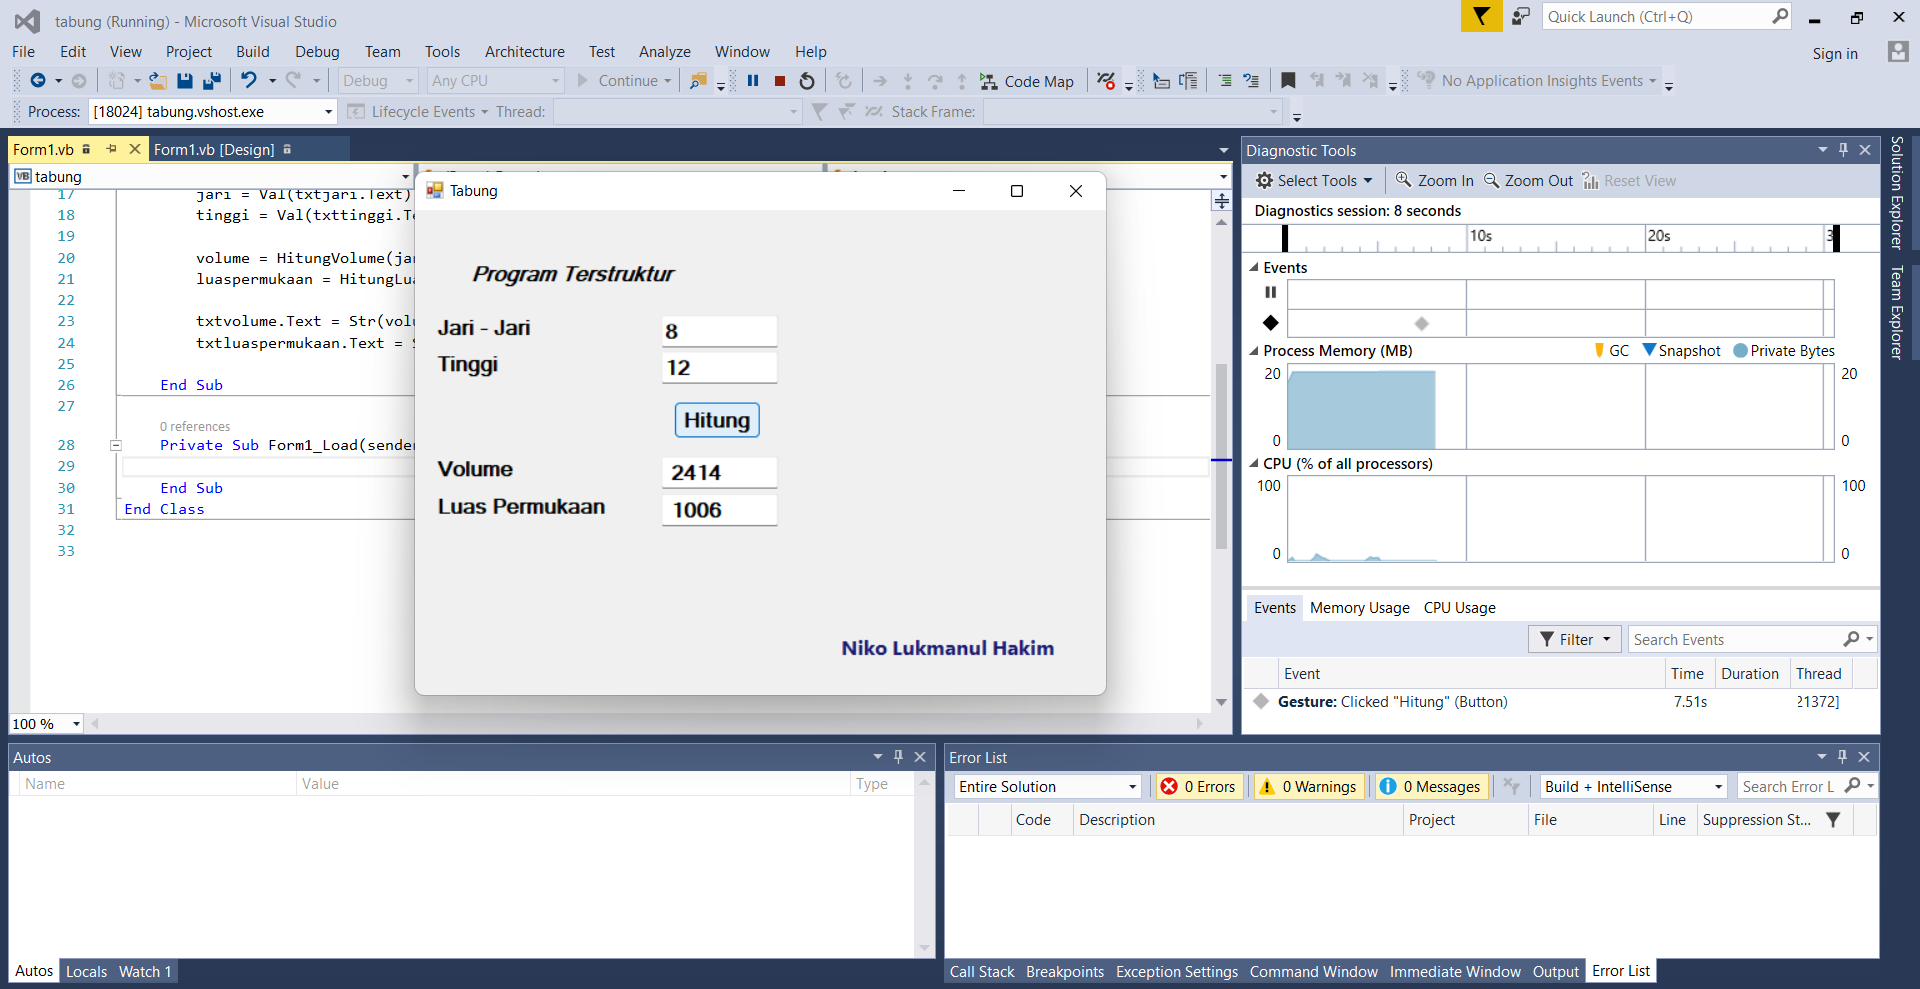 tabung (Running) - Microsoft Visual Studio
Quick Launch (Ctrl+Q)
File Edit View Project Build Debug Team Tools Architecture Test Analyze Window Help
Sign in
Debug Any CPU Continue Code Map No Application Insights Events
Process: [18024] tabung.vshost.exe Lifecycle Events Thread: Stack Frame:
Form1.vb Form1.vb [Design]
VB tabung
17 jari = Val(txtjari.Text)
18 tinggi = Val(txttinggi.Te
19
20 volume = HitungVolume(jar
21 luaspermukaan = HitungLua
22
23 txtvolume.Text = Str(volu
24 txtluaspermukaan.Text = S
25
26 End Sub
27
0 references
28 Private Sub Form1_Load(sender
29
30 End Sub
31 End Class
32
33
100 %
Tabung
Program Terstruktur
Jari - Jari 8
Tinggi 12
Hitung
Volume 2414
Luas Permukaan 1006
Niko Lukmanul Hakim
Diagnostic Tools
Select Tools Zoom In Zoom Out Reset View
Diagnostics session: 8 seconds
10s 20s 3
Events
Process Memory (MB) GC Snapshot Private Bytes
20 20
0 0
CPU (% of all processors)
100 100
0 0
Events Memory Usage CPU Usage
Filter Search Events
Event Time Duration Thread
Gesture: Clicked "Hitung" (Button) 7.51s 21372]
Solution Explorer
Team Explorer
Autos
Name Value Type
Autos Locals Watch 1
Error List
Entire Solution 0 Errors 0 Warnings 0 Messages Build + IntelliSense Search Error L
Code Description Project File Line Suppression St...
Call Stack Breakpoints Exception Settings Command Window Immediate Window Output Error List